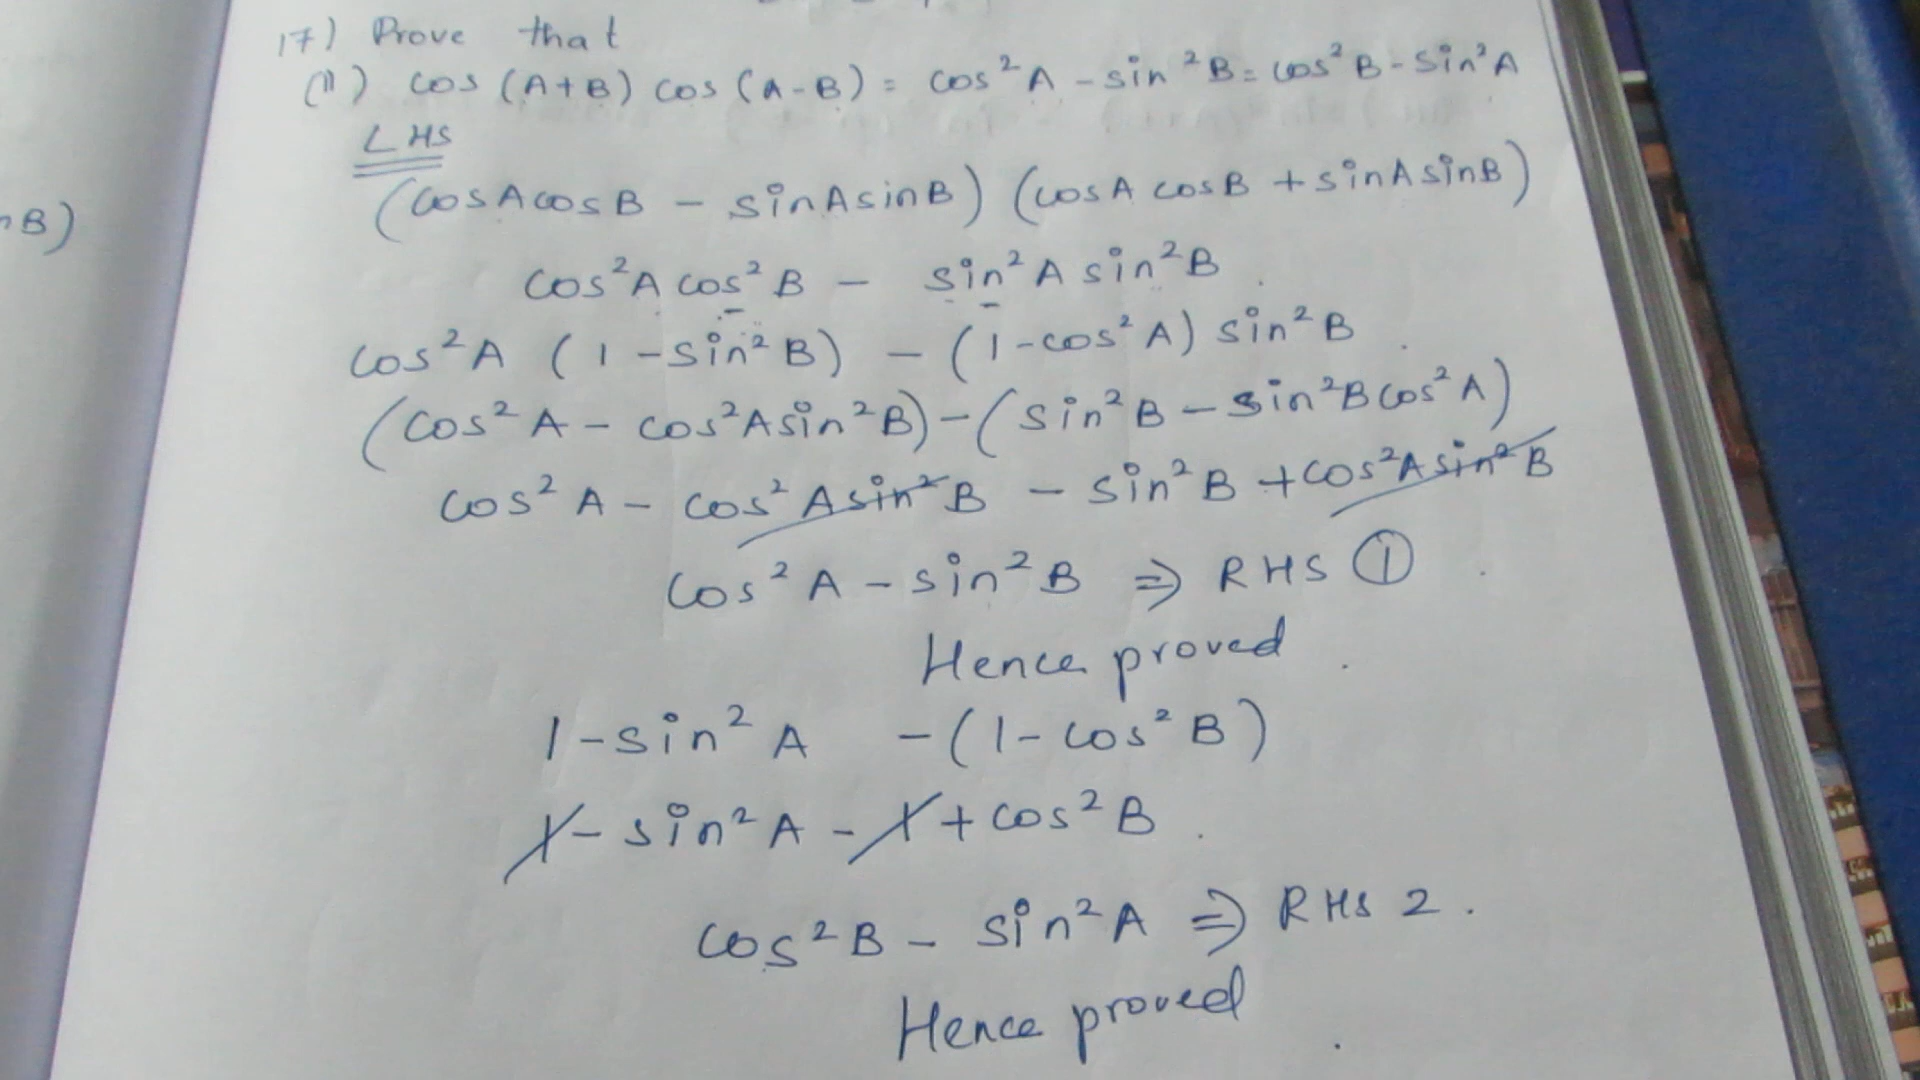 17) Prove that
(ii) cos (A+B) cos (A-B) = cos²A - sin²B = cos²B - sin²A
LHS
(cosAcosB - sinAsinB) (cosA cosB + sinAsinB)
B)
cos²A cos²B - sin²A sin²B
cos²A (1 - sin²B) - (1-cos²A) sin²B
(cos²A - cos²Asin²B) - (sin²B - sin²Bcos²A)
cos²A - cos²Asin²B - sin²B + cos²Asin²B
cos²A - sin²B ⇒ RHS ①
Hence proved
1 - sin²A - (1 - cos²B)
1 - sin²A - 1 + cos²B
cos²B - sin²A ⇒ RHS 2.
Hence proved